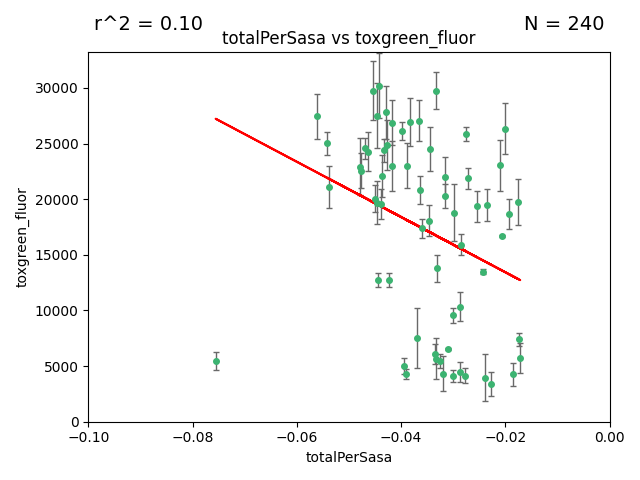 r^2 = 0.10
N = 240
totalPerSasa vs toxgreen_fluor
30000
25000
20000
15000
10000
5000
0
toxgreen_fluor
−0.10
−0.08
−0.06
−0.04
−0.02
0.00
totalPerSasa